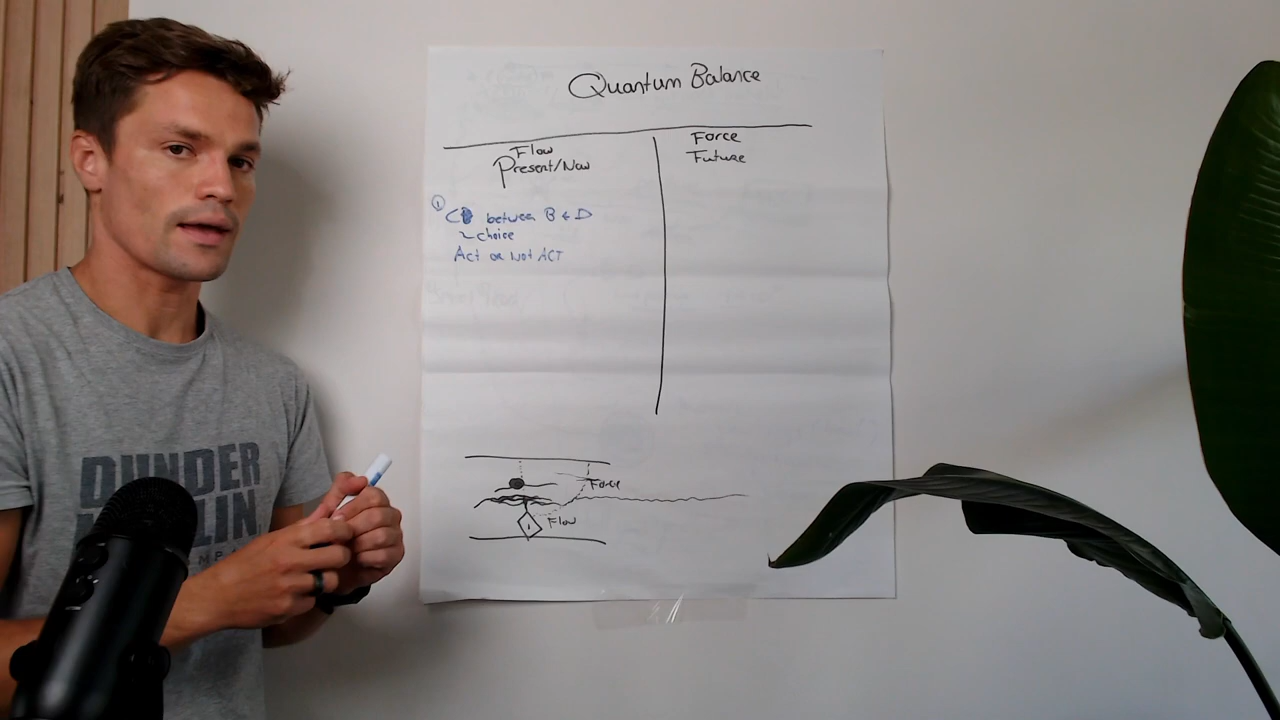 Quantum Balance
Flow
Present/Now
Force
Future
①
C between B & D
choice
Act or Not ACT
Force
Flow
DUNDER